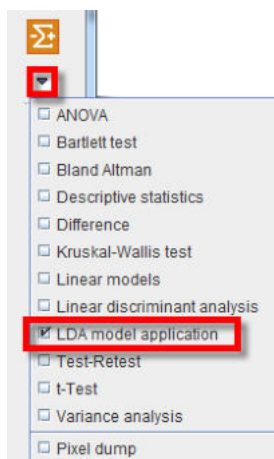 ANOVA
Bartlett test
Bland Altman
Descriptive statistics
Difference
Kruskal-Wallis test
Linear models
Linear discriminant analysis
LDA model application
Test-Retest
t-Test
Variance analysis
Pixel dump